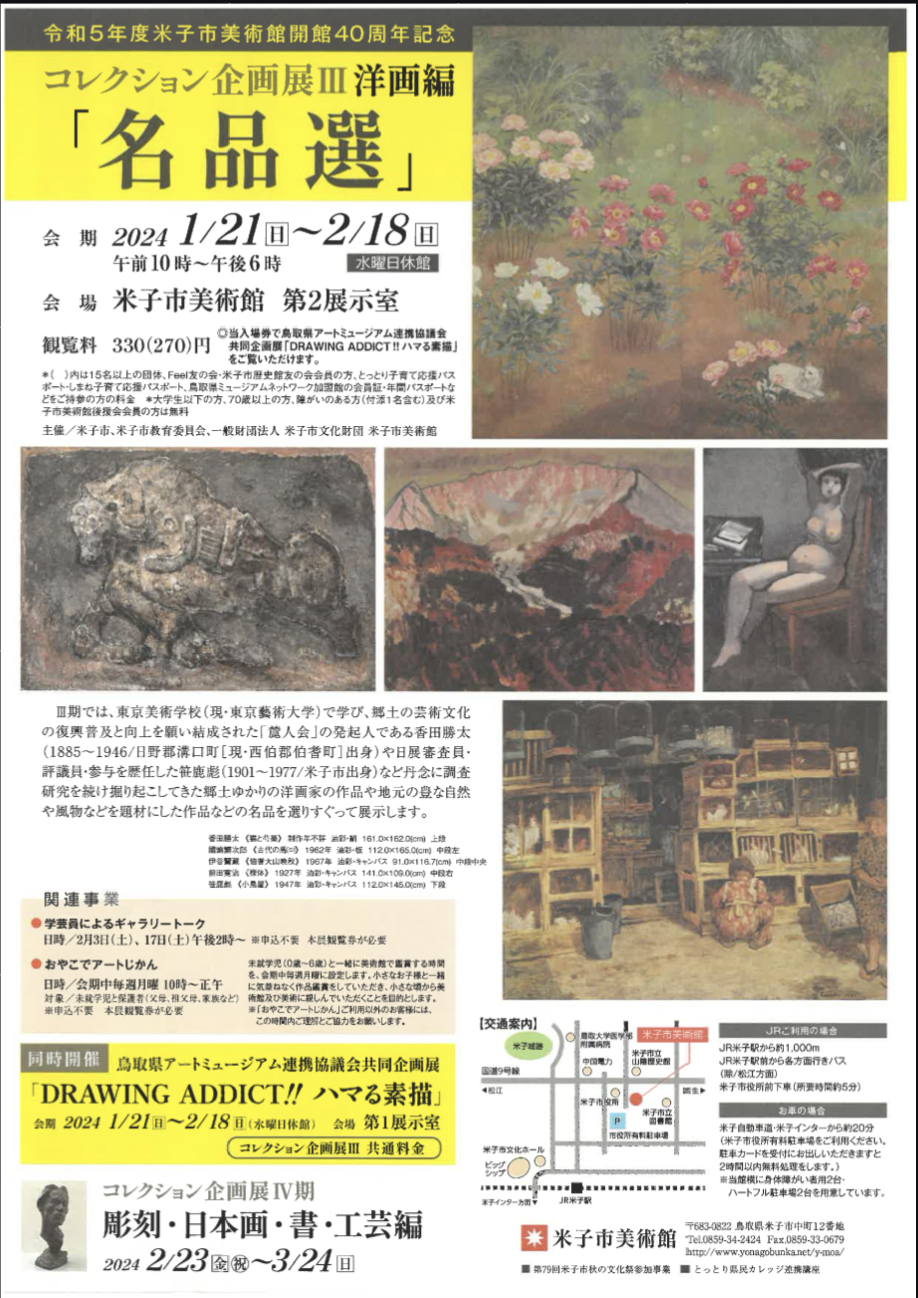 令和5年度米子市美術館開館40周年記念
コレクション企画展Ⅲ 洋画編
「名品選」
会 期 2024 1/21日～2/18日
午前10時～午後6時 水曜日休館
会 場 米子市美術館 第2展示室
観覧料 330(270)円
◎当入場券で鳥取県アートミュージアム連携協議会
共同企画展「DRAWING ADDICT!! ハマる素描」
をご覧いただけます。
*( )内は15名以上の団体、Feel友の会・米子市歴史館友の会会員の方、とっとり子育て応援パス
ポート・しまね子育て応援パスポート、鳥取県ミュージアムネットワーク加盟館の会員証・年間パスポートな
どをご持参の方の料金 *大学生以下の方、70歳以上の方、障がいのある方(付添1名含む)及び米
子市美術館後援会会員の方は無料
主催／米子市、米子市教育委員会、一般財団法人 米子市文化財団 米子市美術館
Ⅲ期では、東京美術学校(現・東京藝術大学)で学び、郷土の芸術文化
の復興普及と向上を願い結成された「麓人会」の発起人である香田勝太
(1885～1946/日野郡溝口町[現・西伯郡伯耆町]出身)や日展審査員・
評議員・参与を歴任した笹鹿彪(1901～1977/米子市出身)など丹念に調査
研究を続け掘り起こしてきた郷土ゆかりの洋画家の作品や地元の豊な自然
や風物などを題材にした作品などの名品を選りすぐって展示します。
香田勝太 《猫と芍薬》 制作年不詳 油彩・絹 161.0×162.0(cm) 上段
國頭繁次郎 《古代の馬 》 1962年 油彩・板 112.0×165.0(cm) 中段左
伊谷賢蔵 《伯耆大山晩秋》 1967年 油彩・キャンバス 91.0×116.7(cm) 中段中央
前田寛治 《裸体》 1927年 油彩・キャンバス 141.0×109.0(cm) 中段右
笹鹿彪 《小鳥屋》 1947年 油彩・キャンバス 112.0×145.0(cm) 下段
関連事業
●学芸員によるギャラリートーク
日時／2月3日(土)、17日(土)午後2時～ ※申込不要 本展観覧券が必要
●おやこでアートじかん
日時／会期中毎週月曜 10時～正午
対象／未就学児と保護者(父母、祖父母、家族など)
※申込不要 本展観覧券が必要
未就学児(0歳～6歳)と一緒に美術館で鑑賞する時間
を、会期中毎週月曜に設定します。小さなお子様と一緒
に気兼ねなく作品鑑賞をしていただき、小さな頃から美
術館及び美術に親しんでいただくことを目的とします。
※「おやこでアートじかん」ご利用以外のお客様には、
この時間内ご理解とご協力をお願いします。
同時開催 鳥取県アートミュージアム連携協議会共同企画展
「DRAWING ADDICT!! ハマる素描」
会期 2024 1/21日～2/18日(水曜日休館) 会場 第1展示室
コレクション企画展Ⅲ 共通料金
コレクション企画展Ⅳ期
彫刻・日本画・書・工芸編
2024 2/23金祝～3/24日
【交通案内】
米子城跡
鳥取大学医学部
附属病院
米子市美術館
中国電力
米子市立
山陰歴史館
国道9号線
◀松江
米子市役所
米子市立
図書館
P
市役所有料駐車場
米子市文化ホール
ビッグ
シップ
米子インター方面
JR米子駅
JRご利用の場合
JR米子駅から約1,000m
JR米子駅前から各方面行きバス
(除/松江方面)
米子市役所前下車(所要時間約5分)
お車の場合
米子自動車道・米子インターから約20分
(米子市役所有料駐車場をご利用ください。
駐車カードを受付にお出しいただきますと
2時間以内無料処理をします。)
※当館横に身体障がい者用2台・
ハートフル駐車場2台を用意しています。
米子市美術館
〒683-0822 鳥取県米子市中町12番地
Tel.0859-34-2424 Fax.0859-33-0679
http://www.yonagobunka.net/y-moa/
■ 第79回米子市秋の文化祭参加事業 ■ とっとり県民カレッジ連携講座